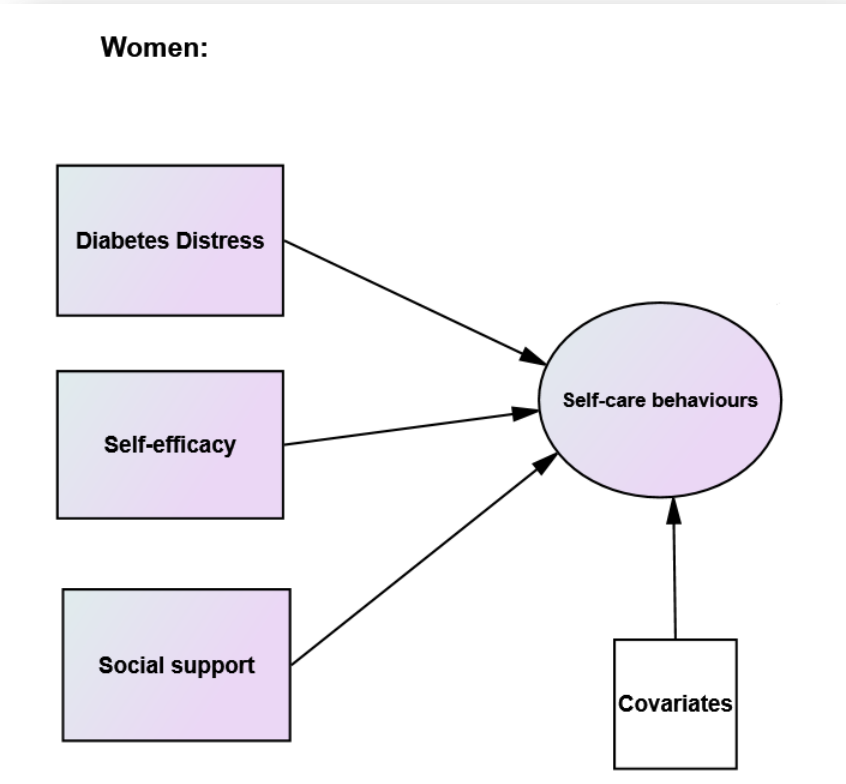 Women:
Diabetes Distress
Self-care behaviours
Self-efficacy
Social support
Covariates